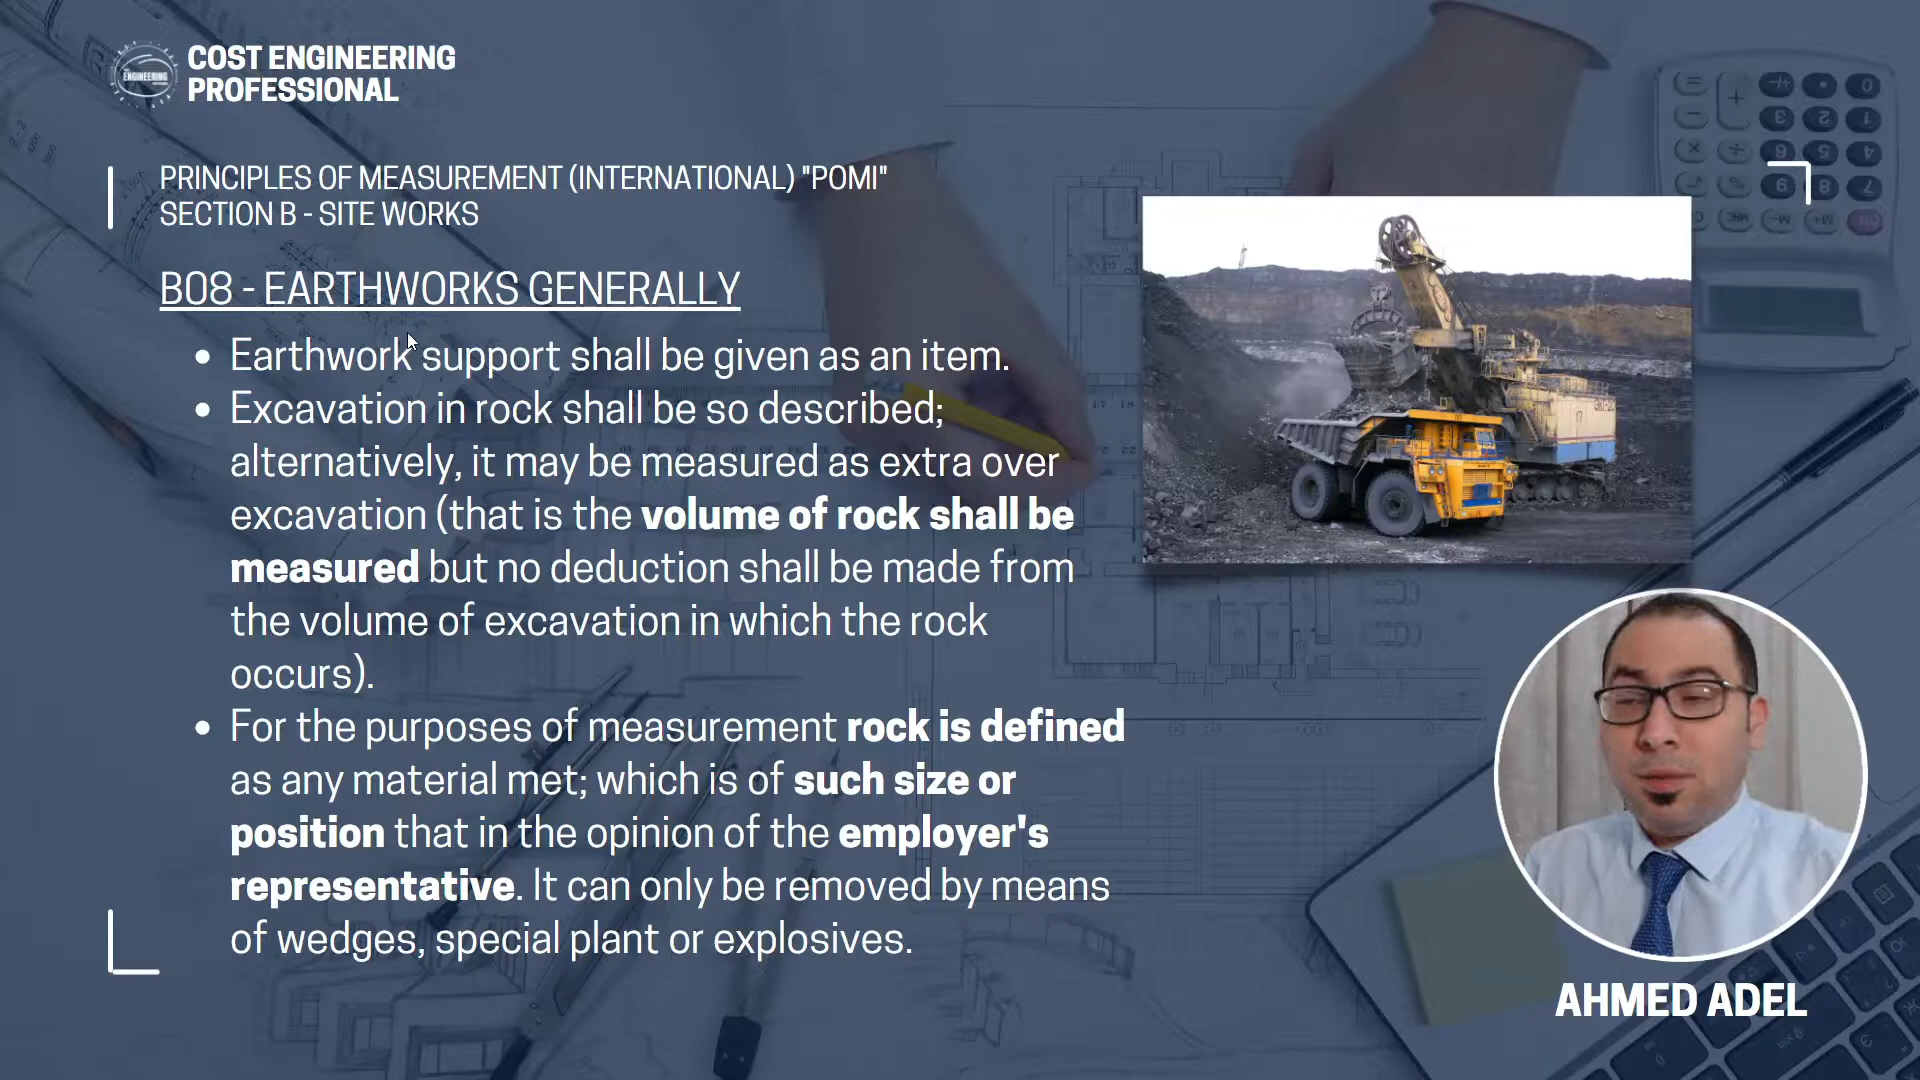 ENGINEERING
COST ENGINEERING
PROFESSIONAL
PRINCIPLES OF MEASUREMENT (INTERNATIONAL) "POMI"
SECTION B - SITE WORKS
B08 - EARTHWORKS GENERALLY
• Earthwork support shall be given as an item.
• Excavation in rock shall be so described;
alternatively, it may be measured as extra over
excavation (that is the volume of rock shall be
measured but no deduction shall be made from
the volume of excavation in which the rock
occurs).
• For the purposes of measurement rock is defined
as any material met; which is of such size or
position that in the opinion of the employer's
representative. It can only be removed by means
of wedges, special plant or explosives.
AHMED ADEL